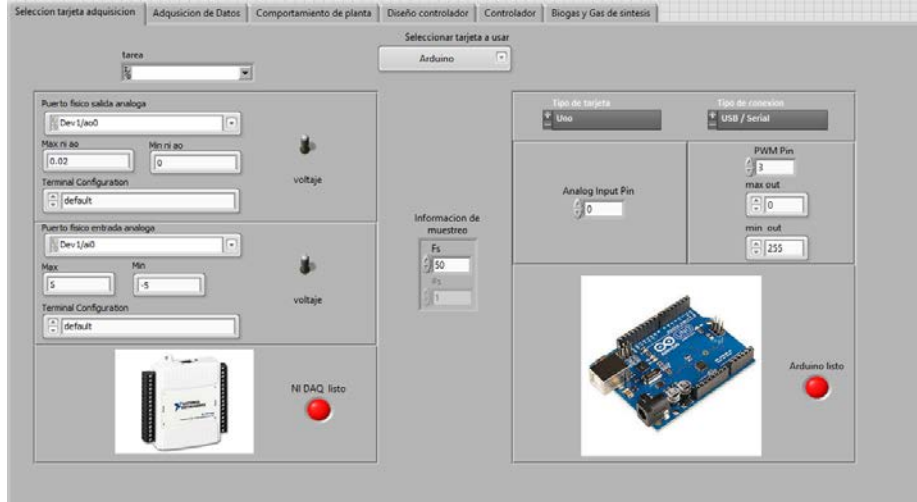 Seleccion tarjeta adquisicion
Adqusicion de Datos
Comportamiento de planta
Diseño controlador
Controlador
Biogas y Gas de sintesis
Seleccionar tarjeta a usar
Arduino
tarea
Puerto fisico salida analoga
Dev1/ao0
Max ni ao
Min ni ao
0.02
0
Terminal Configuration
default
voltaje
Puerto fisico entrada analoga
Dev1/ai0
Max
Min
5
-5
Terminal Configuration
default
voltaje
NI DAQ listo
Informacion de
muestreo
Fs
50
1
Tipo de tarjeta
Uno
Tipo de conexion
USB / Serial
Analog Input Pin
0
PWM Pin
3
max out
0
min out
255
Arduino listo